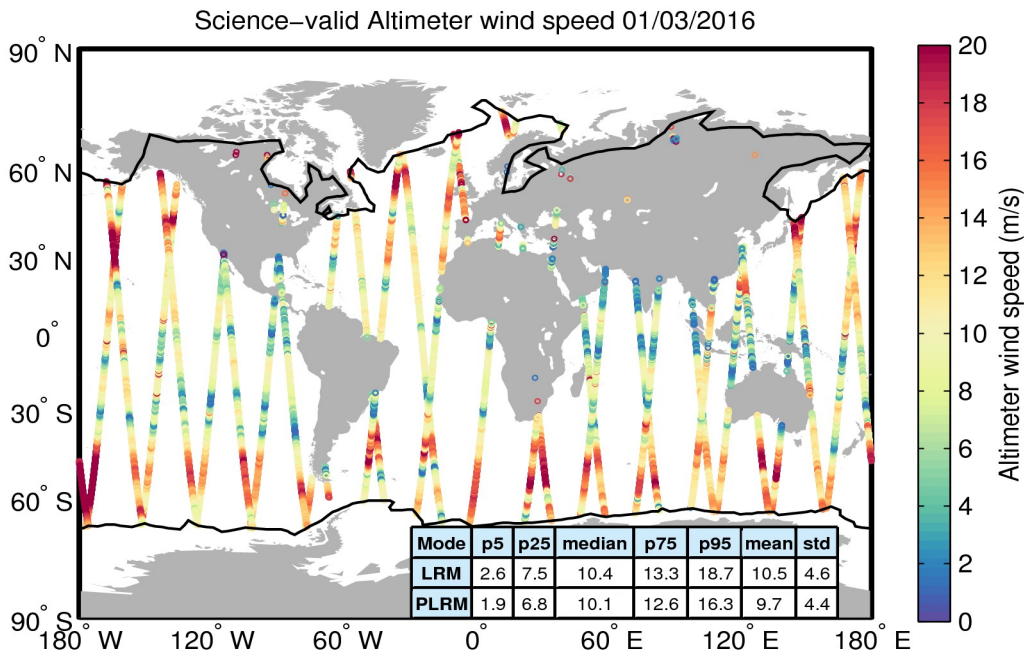 Science-valid Altimeter wind speed 01/03/2016
90° N
60° N
30° N
0°
30° S
60° S
90° S
180° W
120° W
60° W
0°
60° E
120° E
180° E
Mode p5 p25 median p75 p95 mean std
LRM 2.6 7.5 10.4 13.3 18.7 10.5 4.6
PLRM 1.9 6.8 10.1 12.6 16.3 9.7 4.4
20
18
16
14
12
10
8
6
4
2
0
Altimeter wind speed (m/s)